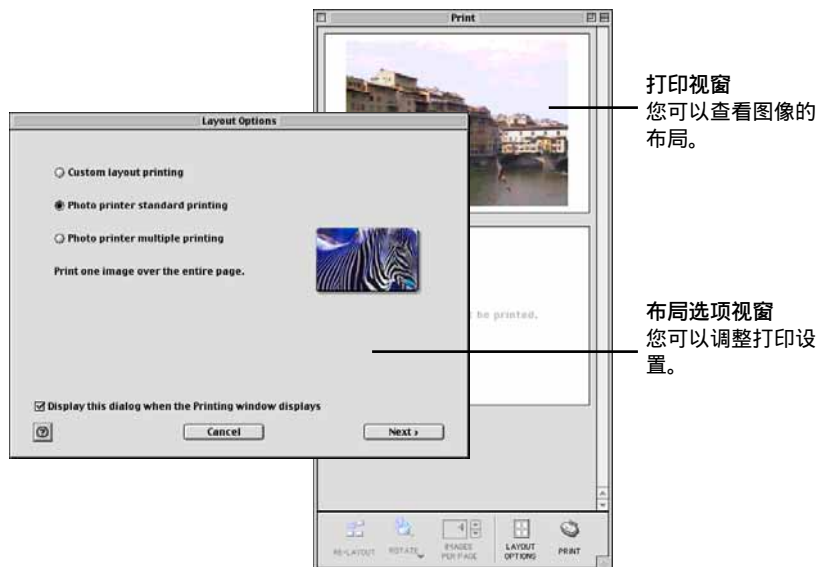 Print
打印视窗
您可以查看图像的
布局。
Layout Options
Custom layout printing
Photo printer standard printing
Photo printer multiple printing
Print one image over the entire page.
be printed.
布局选项视窗
您可以调整打印设
置。
Display this dialog when the Printing window displays
?
Cancel
Next ›
RE-LAYOUT
ROTATE
4
IMAGES
PER PAGE
LAYOUT
OPTIONS
PRINT